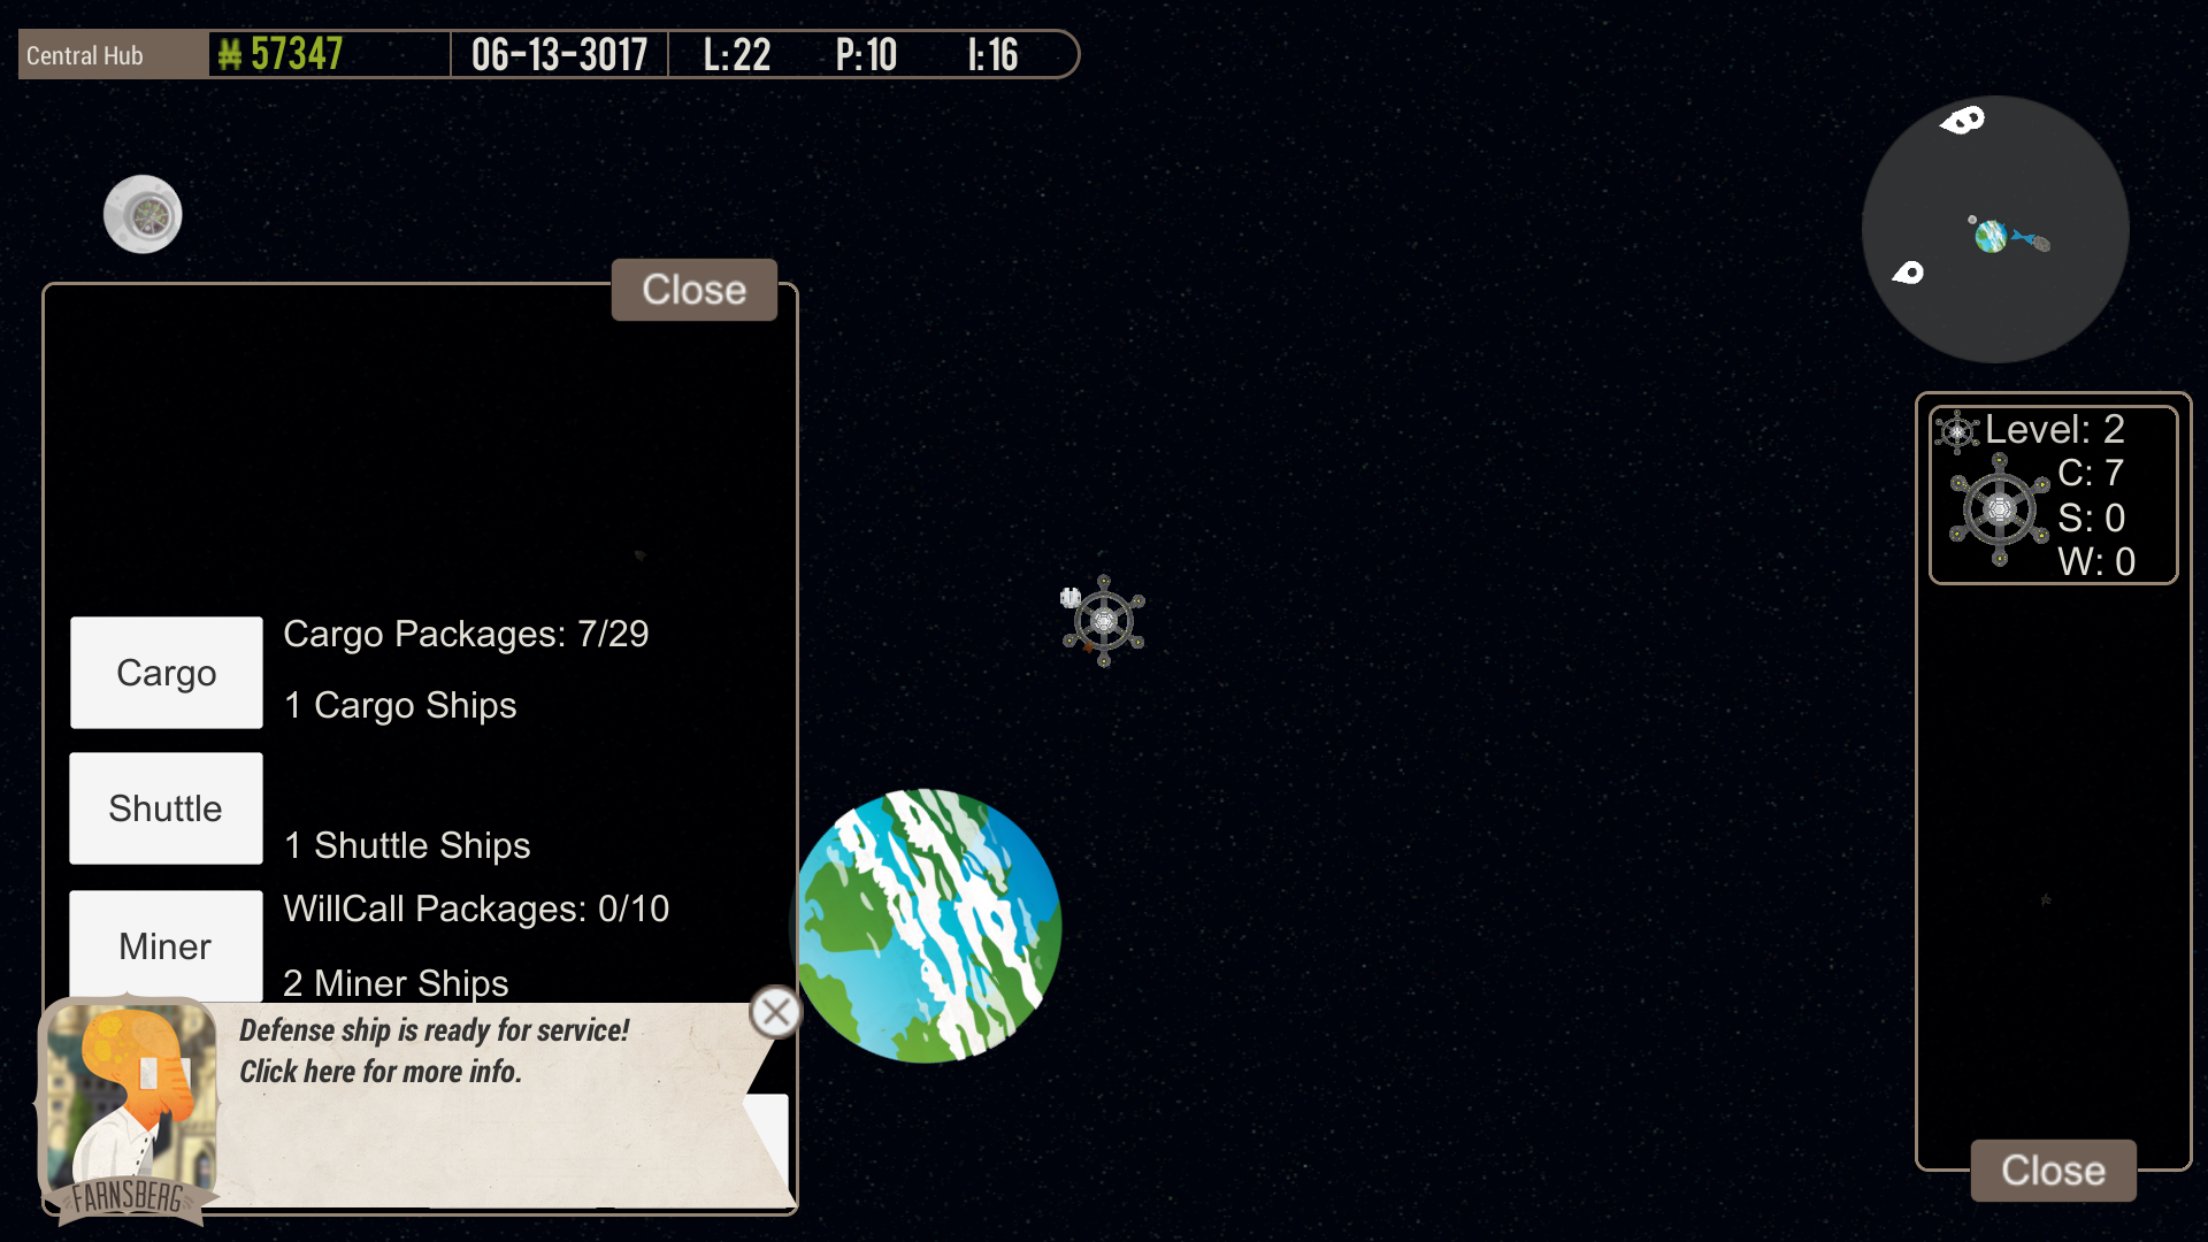 Central Hub
57347
06-13-3017
L:22
P:10
I:16
Close
Cargo
Cargo Packages: 7/29
1 Cargo Ships
Shuttle
1 Shuttle Ships
Miner
WillCall Packages: 0/10
2 Miner Ships
Defense ship is ready for service!
Click here for more info.
FARNSBERG
Level: 2
C: 7
S: 0
W: 0
Close